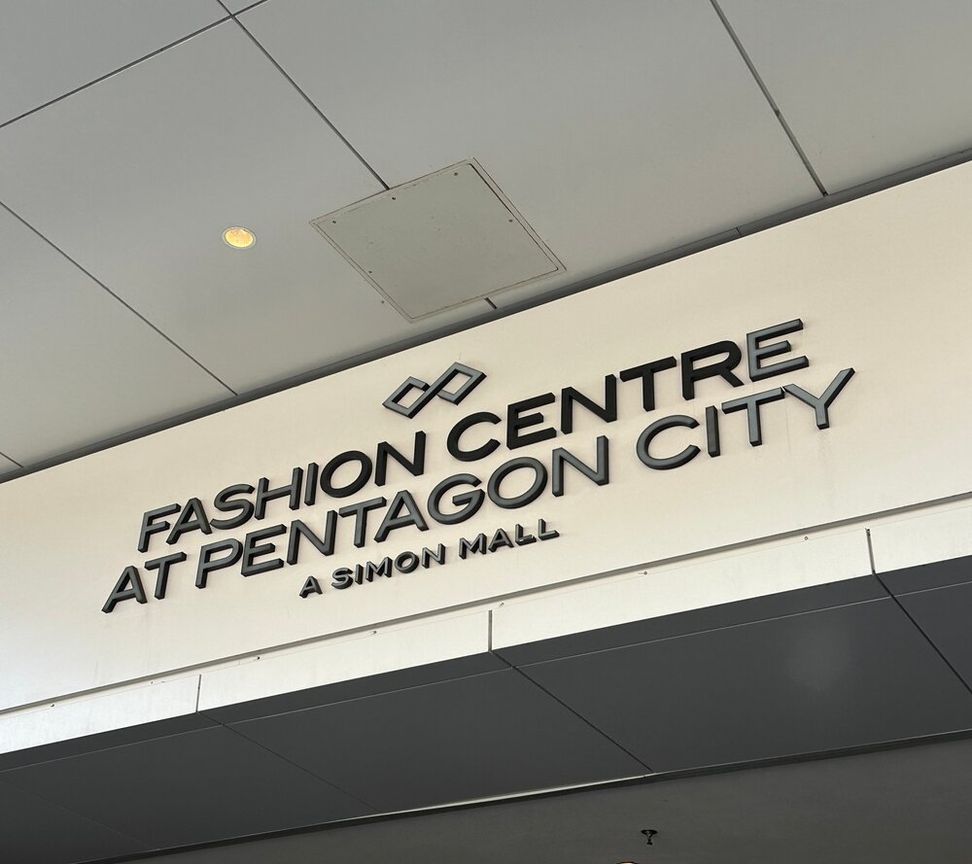 FASHION CENTRE
AT PENTAGON CITY
A SIMON MALL